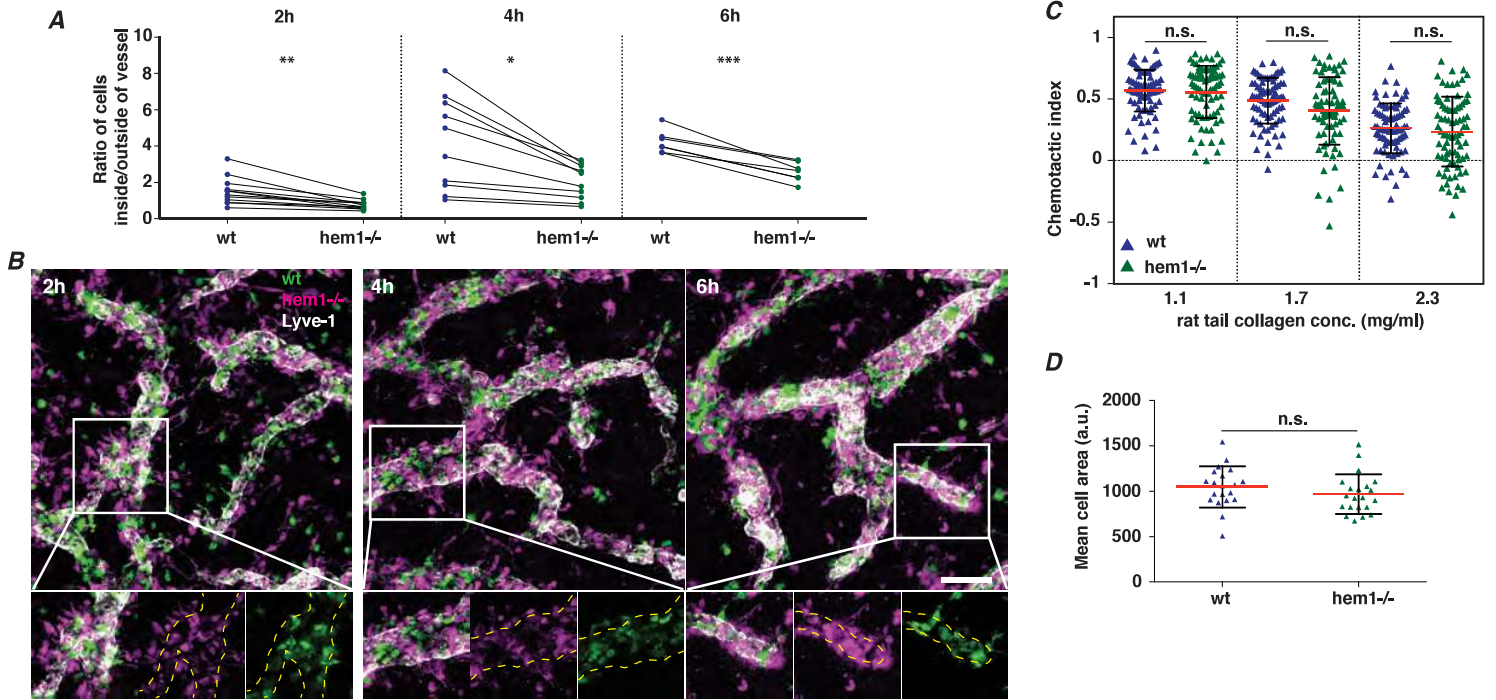 A
2h
4h
6h
Ratio of cells
inside/outside of vessel
10
8
6
4
2
0
**
*
***
wt
hem1-/-
wt
hem1-/-
wt
hem1-/-
B
2h
wt
hem1-/-
Lyve-1
4h
6h
C
Chemotactic index
1
0.5
0
-0.5
-1
n.s.
n.s.
n.s.
wt
hem1-/-
1.1
1.7
2.3
rat tail collagen conc. (mg/ml)
D
Mean cell area (a.u.)
2000
1500
1000
500
0
n.s.
wt
hem1-/-